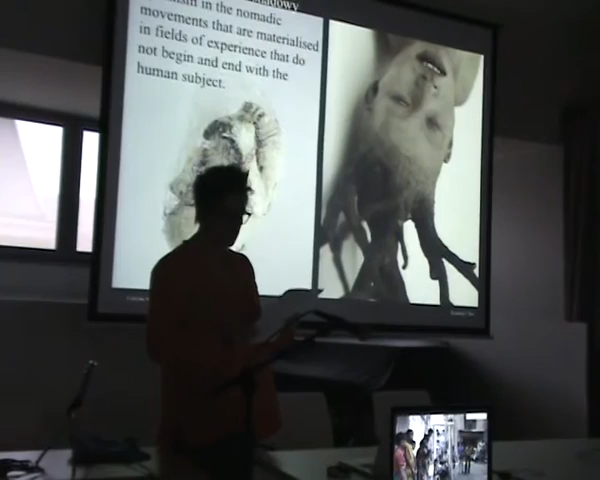 in the nomadic
movements that are materialised
in fields of experience that do
not begin and end with the
human subject.